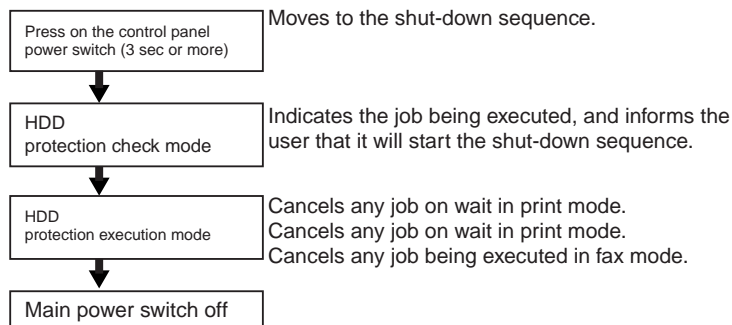 Press on the control panel
power switch (3 sec or more)
Moves to the shut-down sequence.
HDD
protection check mode
Indicates the job being executed, and informs the
user that it will start the shut-down sequence.
HDD
protection execution mode
Cancels any job on wait in print mode.
Cancels any job on wait in print mode.
Cancels any job being executed in fax mode.
Main power switch off